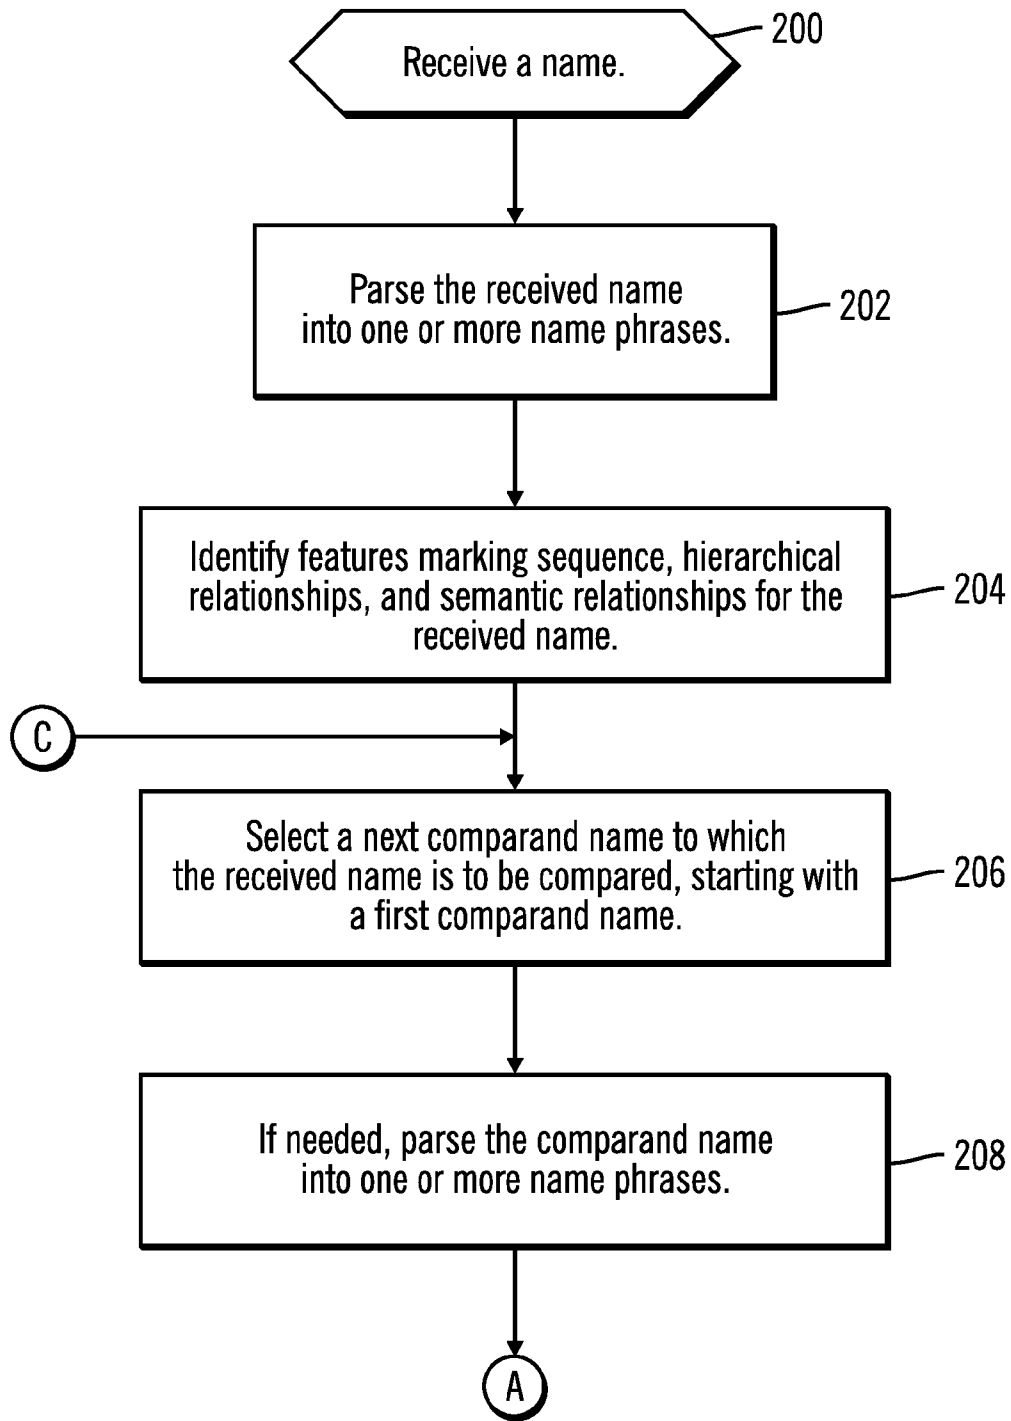 Receive a name.
200
Parse the received name
into one or more name phrases.
202
Identify features marking sequence, hierarchical
relationships, and semantic relationships for the
received name.
204
C
Select a next comparand name to which
the received name is to be compared, starting with
a first comparand name.
206
If needed, parse the comparand name
into one or more name phrases.
208
A